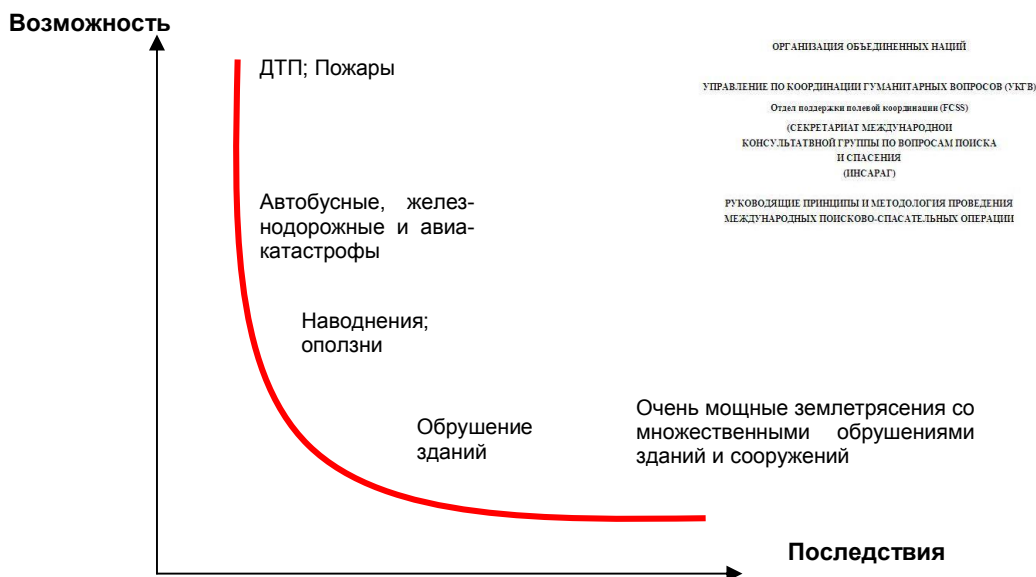 Возможность
ДТП; Пожары
ОРГАНИЗАЦИЯ ОБЪЕДИНЕННЫХ НАЦИЙ
УПРАВЛЕНИЕ ПО КООРДИНАЦИИ ГУМАНИТАРНЫХ ВОПРОСОВ (УКГВ)
Отдел поддержки полевой координации (FCSS)
(СЕКРЕТАРИАТ МЕЖДУНАРОДНОИ
КОНСУЛЬТАТВНОЙ ГРУППЫ ПО ВОПРОСАМ ПОИСКА
И СПАСЕНИЯ
(ИНСАРАГ)
РУКОВОДЯЩИЕ ПРИНЦИПЫ И МЕТОДОЛОГИЯ ПРОВЕДЕНИЯ
МЕЖДУНАРОДНЫХ ПОИСКОВО-СПАСАТЕЛЬНЫХ ОПЕРАЦИИ
Автобусные, желез-
нодорожные и авиа-
катастрофы
Наводнения;
оползни
Обрушение
зданий
Очень мощные землетрясения со
множественными обрушениями
зданий и сооружений
Последствия